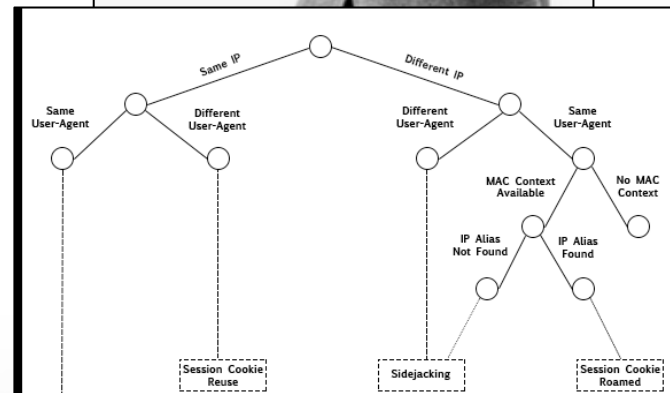 Same IP
Different IP
Same
User-Agent
Different
User-Agent
Different
User-Agent
Same
User-Agent
MAC Context
Available
No MAC
Context
IP Alias
Not Found
IP Alias
Found
Session Cookie
Reuse
Sidejacking
Session Cookie
Roamed